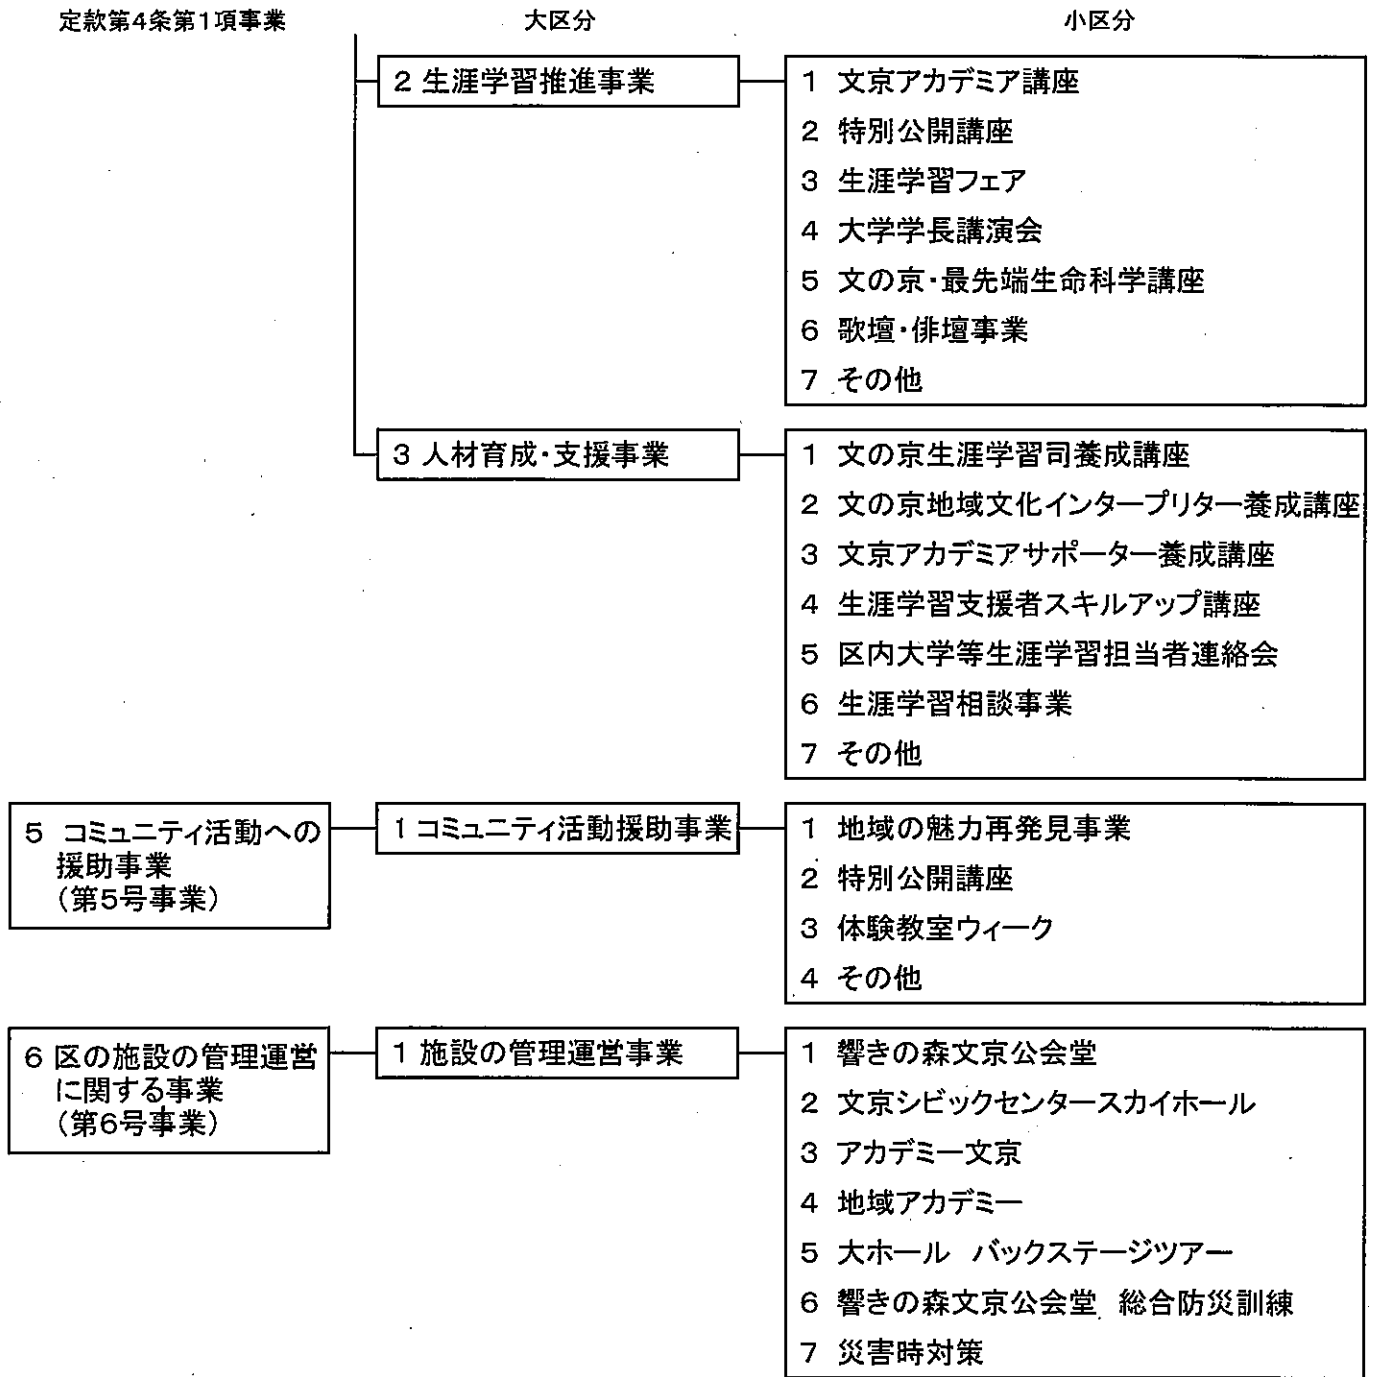 定款第4条第1項事業 大区分 小区分
2 生涯学習推進事業
1 文京アカデミア講座
2 特別公開講座
3 生涯学習フェア
4 大学学長講演会
5 文の京・最先端生命科学講座
6 歌壇・俳壇事業
7 その他
3 人材育成・支援事業
1 文の京生涯学習司養成講座
2 文の京地域文化インタープリター養成講座
3 文京アカデミアサポーター養成講座
4 生涯学習支援者スキルアップ講座
5 区内大学等生涯学習担当者連絡会
6 生涯学習相談事業
7 その他
5 コミュニティ活動への
援助事業
(第5号事業)
1 コミュニティ活動援助事業
1 地域の魅力再発見事業
2 特別公開講座
3 体験教室ウィーク
4 その他
6 区の施設の管理運営
に関する事業
(第6号事業)
1 施設の管理運営事業
1 響きの森文京公会堂
2 文京シビックセンタースカイホール
3 アカデミー文京
4 地域アカデミー
5 大ホール バックステージツアー
6 響きの森文京公会堂 総合防災訓練
7 災害時対策